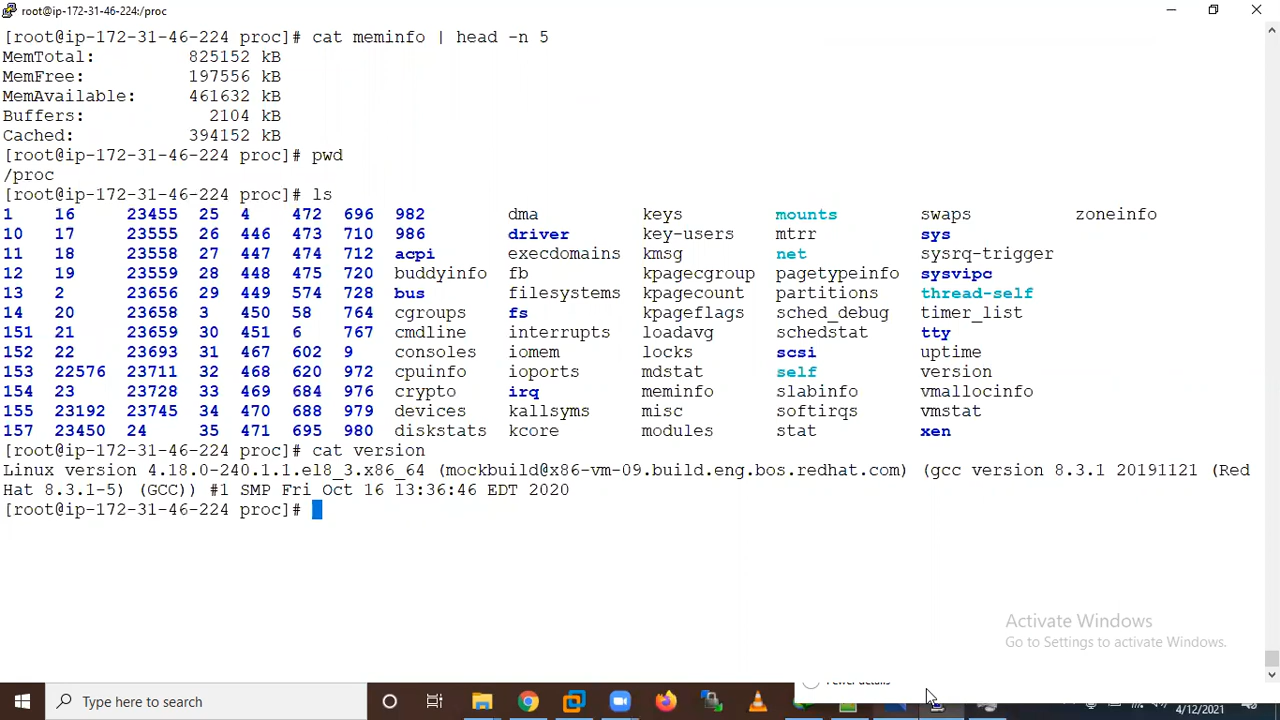 root@ip-172-31-46-224:/proc
[root@ip-172-31-46-224 proc]# cat meminfo | head -n 5
MemTotal: 825152 kB
MemFree: 197556 kB
MemAvailable: 461632 kB
Buffers: 2104 kB
Cached: 394152 kB
[root@ip-172-31-46-224 proc]# pwd
/proc
[root@ip-172-31-46-224 proc]# ls
1 16 23455 25 4 472 696 982 dma keys mounts swaps zoneinfo
10 17 23555 26 446 473 710 986 driver key-users mtrr sys
11 18 23558 27 447 474 712 acpi execdomains kmsg net sysrq-trigger
12 19 23559 28 448 475 720 buddyinfo fb kpagecgroup pagetypeinfo sysvipc
13 2 23656 29 449 574 728 bus filesystems kpagecount partitions thread-self
14 20 23658 3 450 58 764 cgroups fs kpageflags sched_debug timer_list
151 21 23659 30 451 6 767 cmdline interrupts loadavg schedstat tty
152 22 23693 31 467 602 9 consoles iomem locks scsi uptime
153 22576 23711 32 468 620 972 cpuinfo ioports mdstat self version
154 23 23728 33 469 684 976 crypto irq meminfo slabinfo vmallocinfo
155 23192 23745 34 470 688 979 devices kallsyms misc softirqs vmstat
157 23450 24 35 471 695 980 diskstats kcore modules stat xen
[root@ip-172-31-46-224 proc]# cat version
Linux version 4.18.0-240.1.1.el8_3.x86_64 (mockbuild@x86-vm-09.build.eng.bos.redhat.com) (gcc version 8.3.1 20191121 (Red
Hat 8.3.1-5) (GCC)) #1 SMP Fri Oct 16 13:36:46 EDT 2020
[root@ip-172-31-46-224 proc]#
Activate Windows
Go to Settings to activate Windows.
Fewer details
Type here to search
4/12/2021